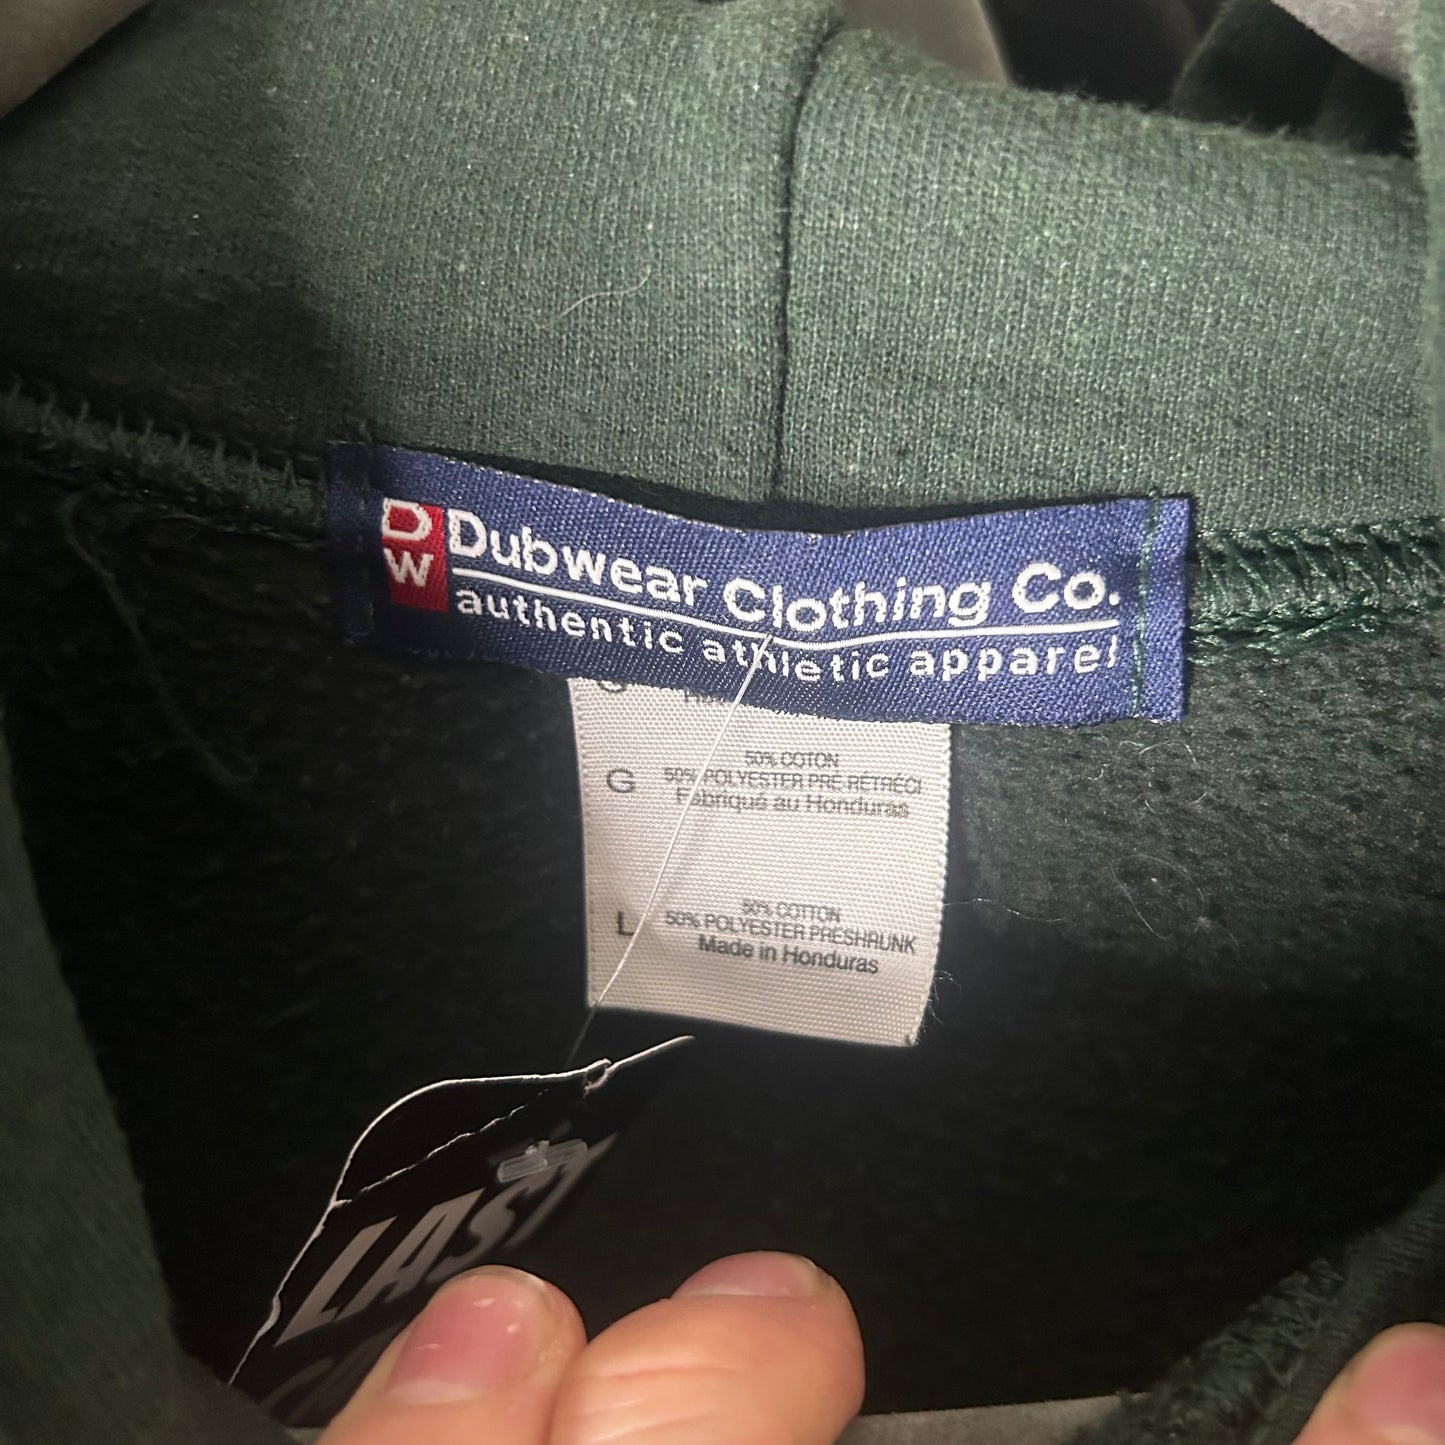 D
W
Dubwear Clothing Co.
authentic athletic apparel
50% COTON
G 50% POLYESTER PRÉ-RÉTRÉCI
Fabriqué au Honduras
50% COTTON
L 50% POLYESTER PRESHRUNK
Made in Honduras
LAST